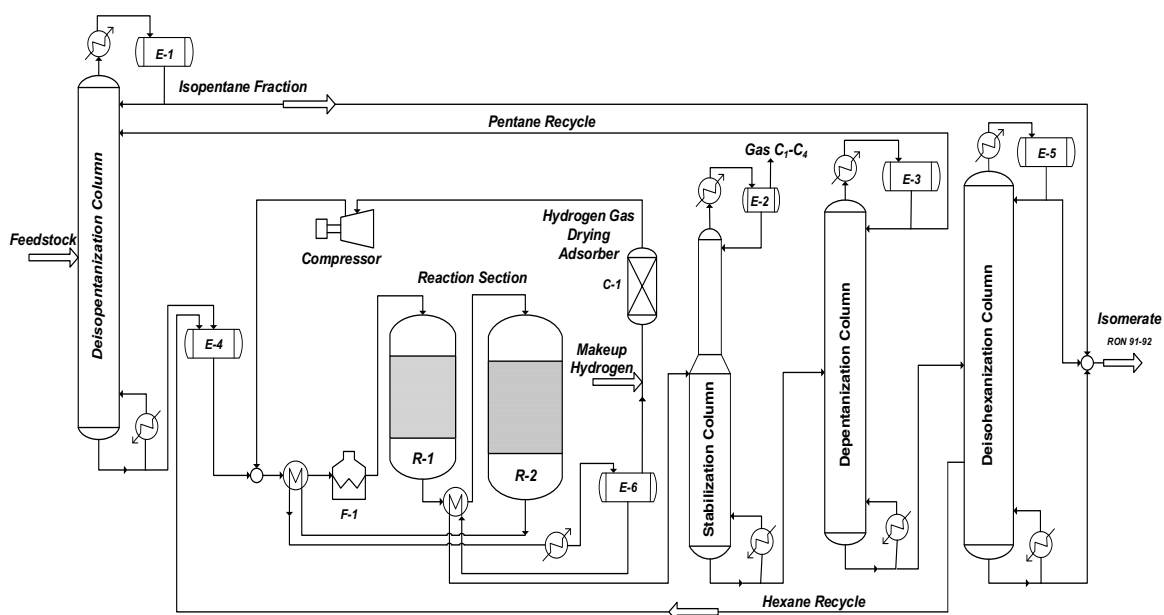 E-1
Isopentane Fraction
Pentane Recycle
Gas C₁-C₄
E-5
E-3
E-2
Deisopentanization Column
Feedstock
Compressor
Hydrogen Gas
Drying
Adsorber
C-1
Reaction Section
E-4
Makeup
Hydrogen
R-1
R-2
F-1
E-6
Stabilization Column
Depentanization Column
Deisohexanization Column
Isomerate
RON 91-92
Hexane Recycle